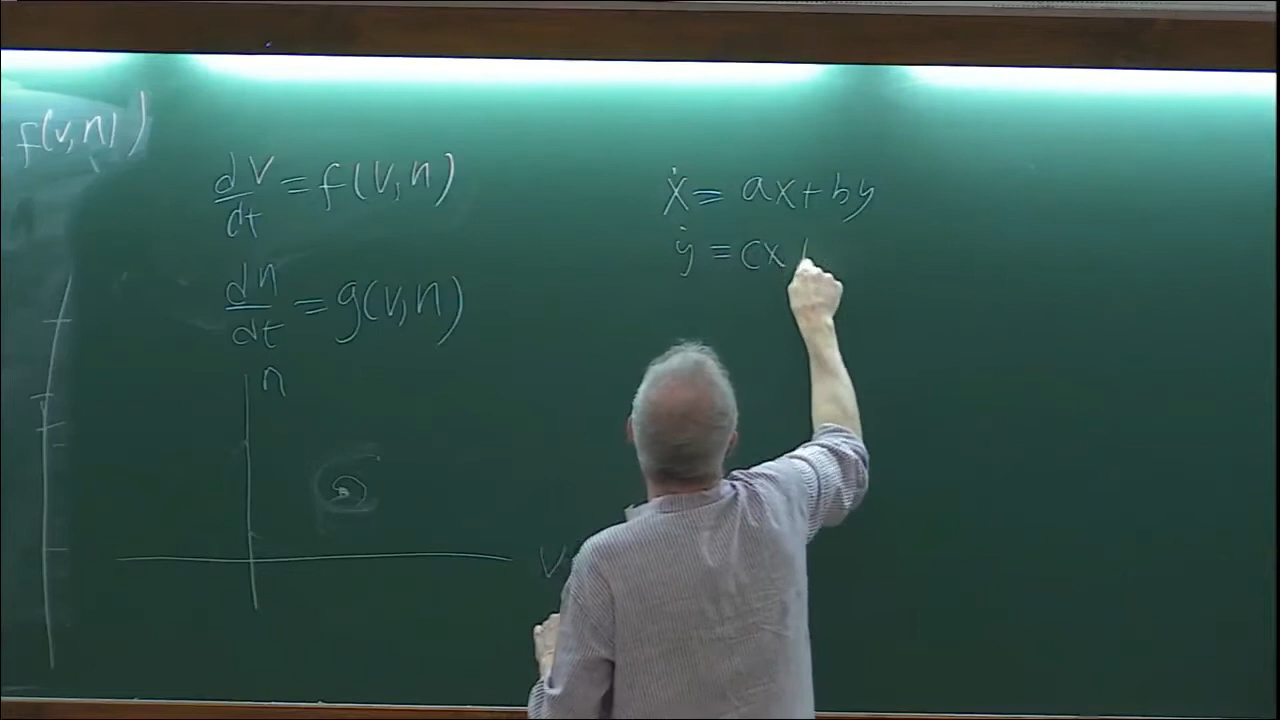 f(v,n)
dv/dt = f(v,n)
dn/dt = g(v,n)
n
v
ẋ = ax+by
ẏ = cx